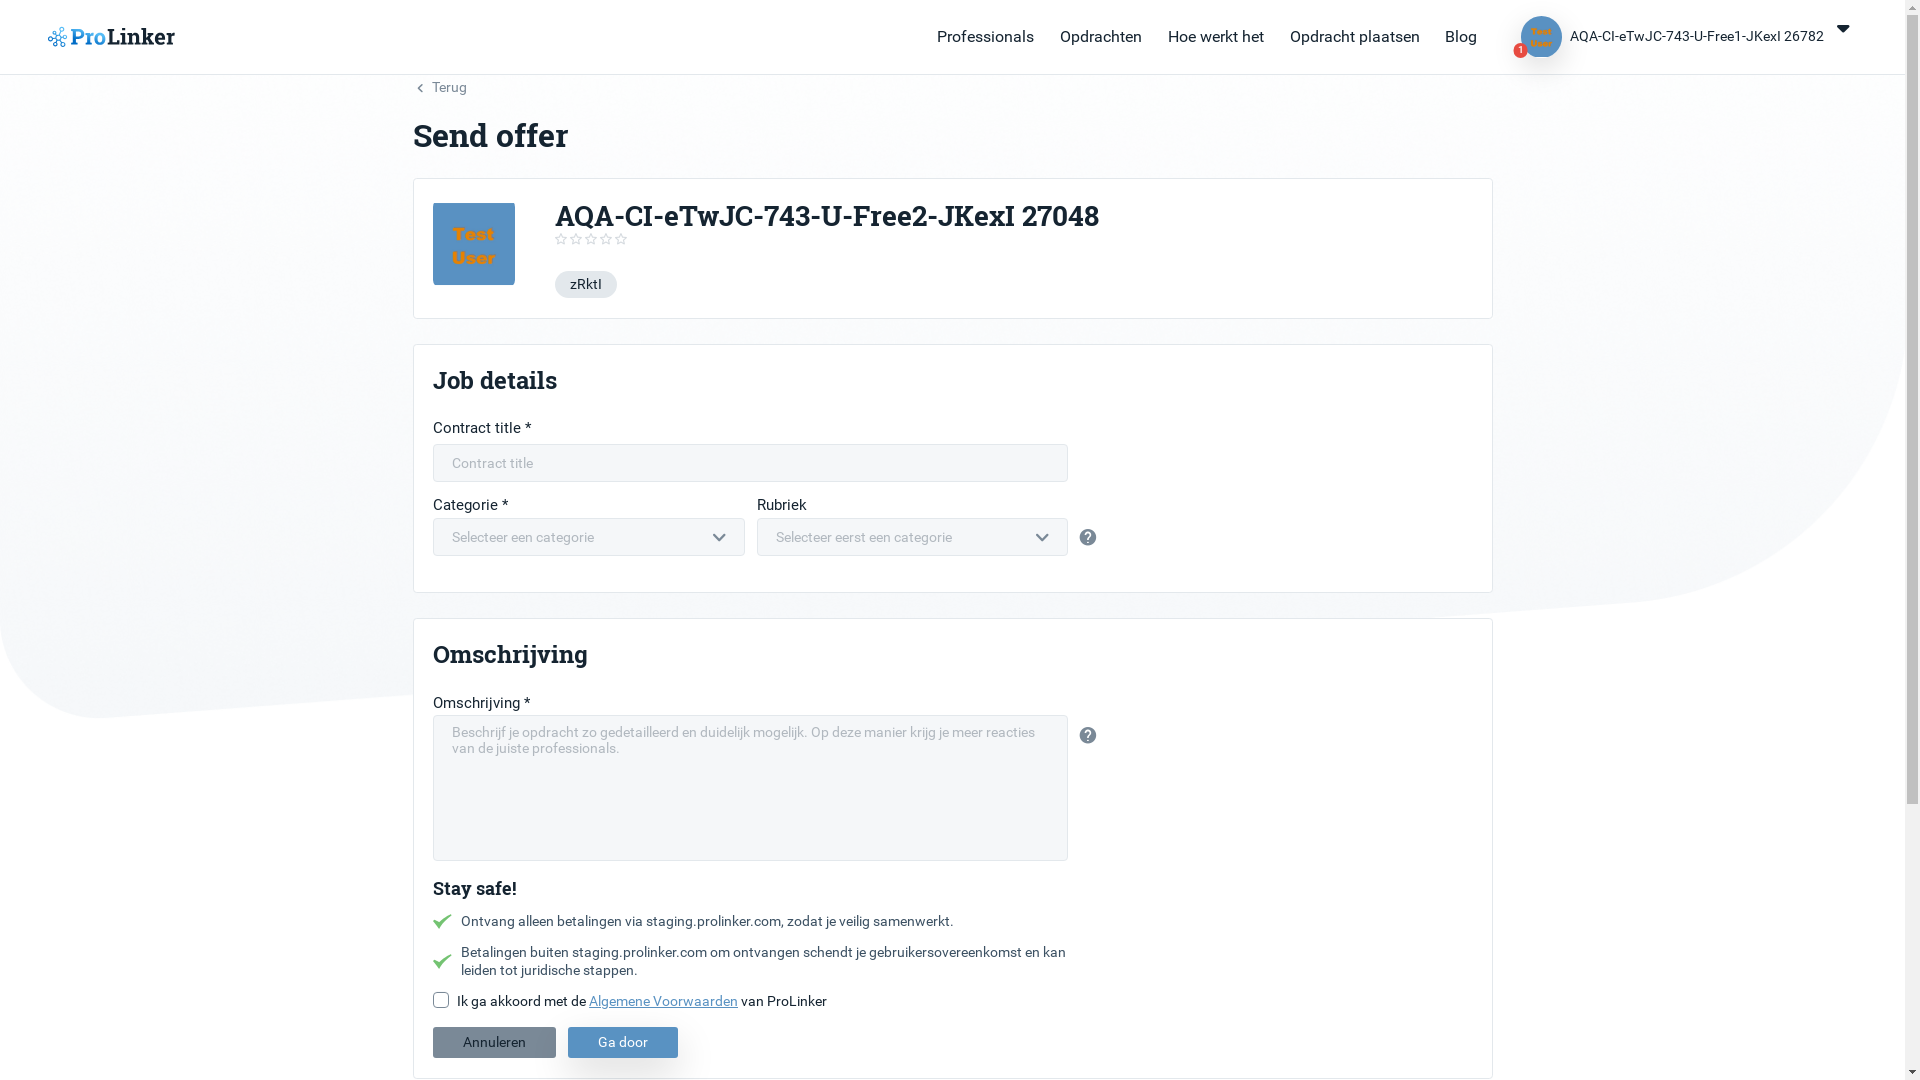 ProLinker
Professionals
Opdrachten
Hoe werkt het
Opdracht plaatsen
Blog
Test User
1
AQA-CI-eTwJC-743-U-Free1-JKexI 26782
Terug
Send offer
Test
User
AQA-CI-eTwJC-743-U-Free2-JKexI 27048
zRktI
Job details
Contract title *
Contract title
Categorie *
Rubriek
Selecteer een categorie
Selecteer eerst een categorie
?
Omschrijving
Omschrijving *
Beschrijf je opdracht zo gedetailleerd en duidelijk mogelijk. Op deze manier krijg je meer reacties
van de juiste professionals.
?
Stay safe!
Ontvang alleen betalingen via staging.prolinker.com, zodat je veilig samenwerkt.
Betalingen buiten staging.prolinker.com om ontvangen schendt je gebruikersovereenkomst en kan
leiden tot juridische stappen.
Ik ga akkoord met de Algemene Voorwaarden van ProLinker
Annuleren
Ga door